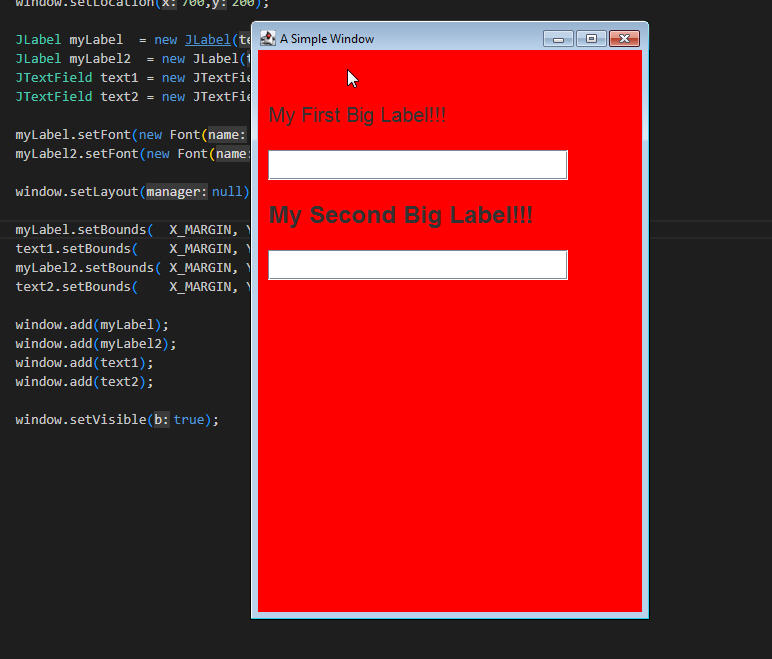 window.setLocation(x: 700,y: 200);
JLabel myLabel  = new JLabel(
JLabel myLabel2  = new JLabel(
JTextField text1 = new JTextFie
JTextField text2 = new JTextFie
myLabel.setFont(new Font(name:
myLabel2.setFont(new Font(name:
window.setLayout(manager: null)
myLabel.setBounds(  X_MARGIN, Y
text1.setBounds(    X_MARGIN, Y
myLabel2.setBounds( X_MARGIN, Y
text2.setBounds(    X_MARGIN, Y
window.add(myLabel);
window.add(myLabel2);
window.add(text1);
window.add(text2);
window.setVisible(b: true);
A Simple Window
My First Big Label!!!
My Second Big Label!!!